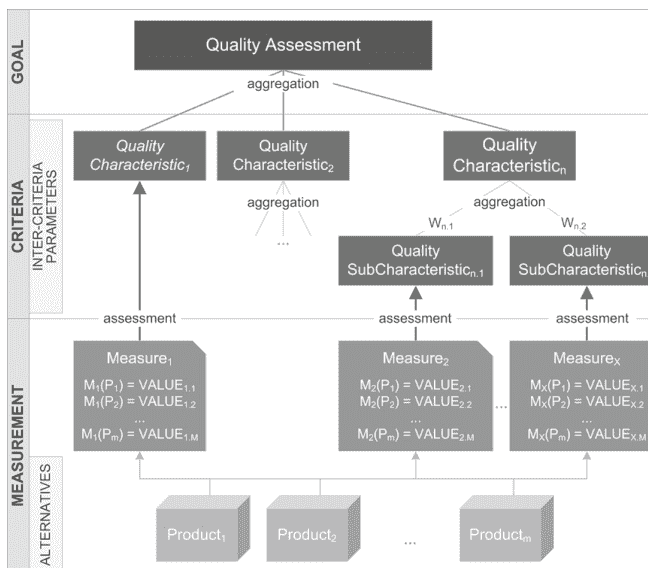 GOAL
Quality Assessment
aggregation
CRITERIA
INTER-CRITERIA
PARAMETERS
Quality
Characteristic₁
Quality
Characteristic₂
Quality
Characteristicₙ
aggregation
...
aggregation
Wₙ.₁
Wₙ.₂
Quality
SubCharacteristicₙ.₁
Quality
SubCharacteristicₙ
assessment
assessment
assessment
MEASUREMENT
Measure₁
M₁(P₁) = VALUE₁.₁
M₁(P₂) = VALUE₁.₂
...
M₁(Pₘ) = VALUE₁.M
Measure₂
M₂(P₁) = VALUE₂.₁
M₂(P₂) = VALUE₂.₂
...
M₂(Pₘ) = VALUE₂.M
...
Measureₓ
Mₓ(P₁) = VALUEₓ.₁
Mₓ(P₂) = VALUEₓ.₂
...
Mₓ(Pₘ) = VALUEₓ.M
ALTERNATIVES
Product₁
Product₂
...
Productₘ